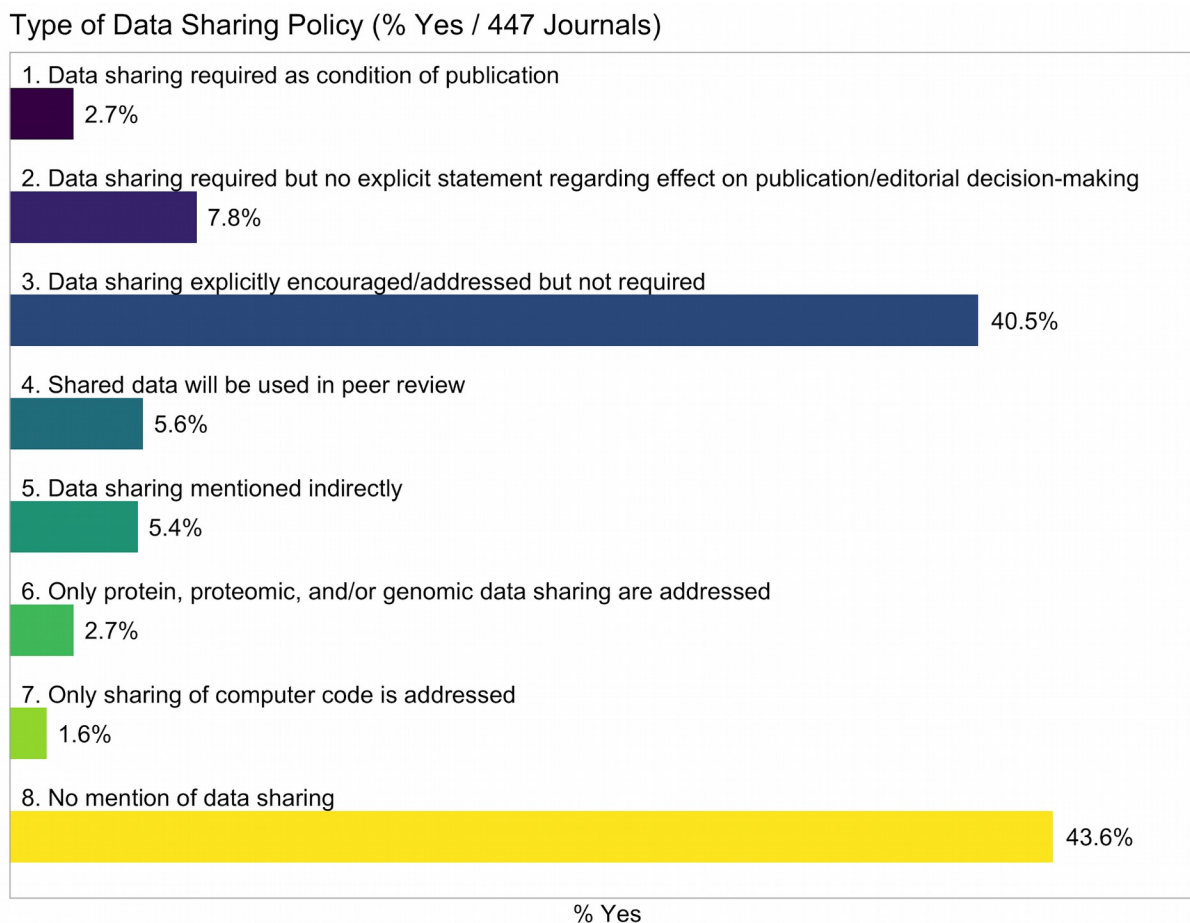 Type of Data Sharing Policy (% Yes / 447 Journals)
1. Data sharing required as condition of publication
2.7%
2. Data sharing required but no explicit statement regarding effect on publication/editorial decision-making
7.8%
3. Data sharing explicitly encouraged/addressed but not required
40.5%
4. Shared data will be used in peer review
5.6%
5. Data sharing mentioned indirectly
5.4%
6. Only protein, proteomic, and/or genomic data sharing are addressed
2.7%
7. Only sharing of computer code is addressed
1.6%
8. No mention of data sharing
43.6%
% Yes